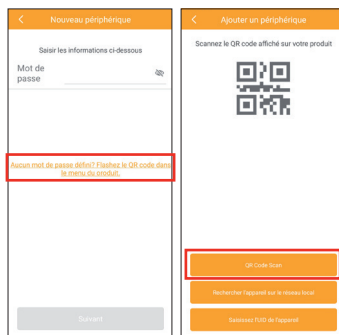 Nouveau périphérique
Saisir les informations ci-dessous
Mot de
passe
Aucun mot de passe défini? Flashez le QR code dans
le menu du produit.
Suivant
Ajouter un périphérique
Scannez le QR code affiché sur votre produit
QR Code Scan
Rechercher l'appareil sur le réseau local
Saisissez l'UID de l'appareil